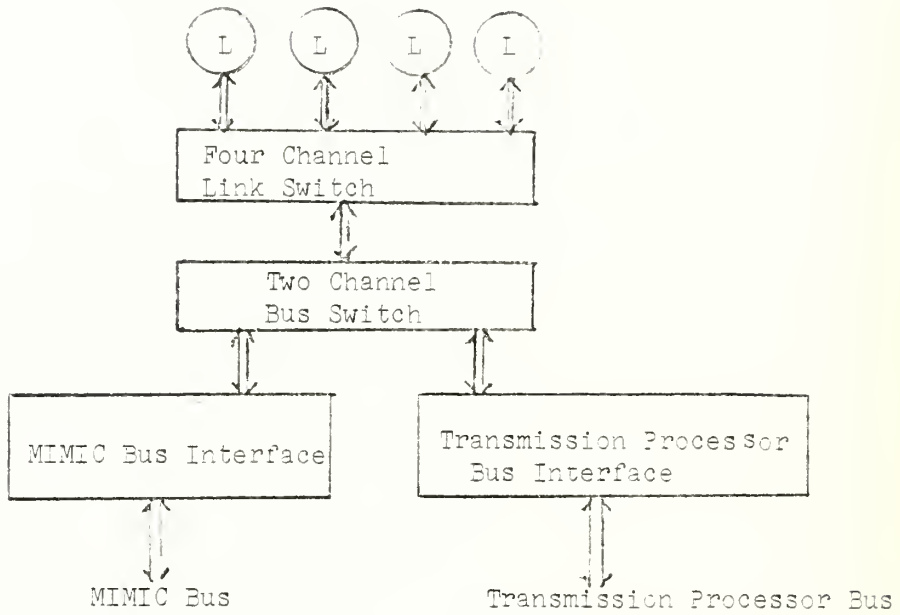 L L L L
Four Channel
Link Switch
Two Channel
Bus Switch
MIMIC Bus Interface
Transmission Processor
Bus Interface
MIMIC Bus
Transmission Processor Bus